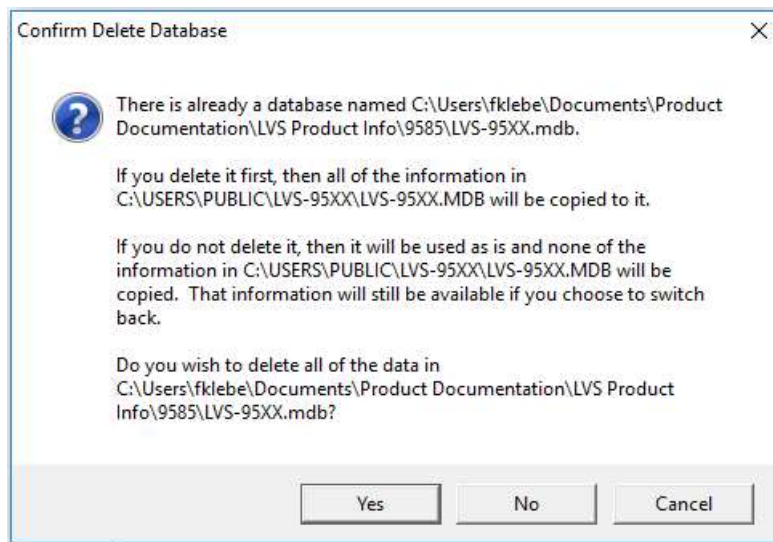 Confirm Delete Database
There is already a database named C:\Users\fklebe\Documents\Product
Documentation\LVS Product Info\9585\LVS-95XX.mdb.
If you delete it first, then all of the information in
C:\USERS\PUBLIC\LVS-95XX\LVS-95XX.MDB will be copied to it.
If you do not delete it, then it will be used as is and none of the
information in C:\USERS\PUBLIC\LVS-95XX\LVS-95XX.MDB will be
copied.  That information will still be available if you choose to switch
back.
Do you wish to delete all of the data in
C:\Users\fklebe\Documents\Product Documentation\LVS Product
Info\9585\LVS-95XX.mdb?
Yes
No
Cancel